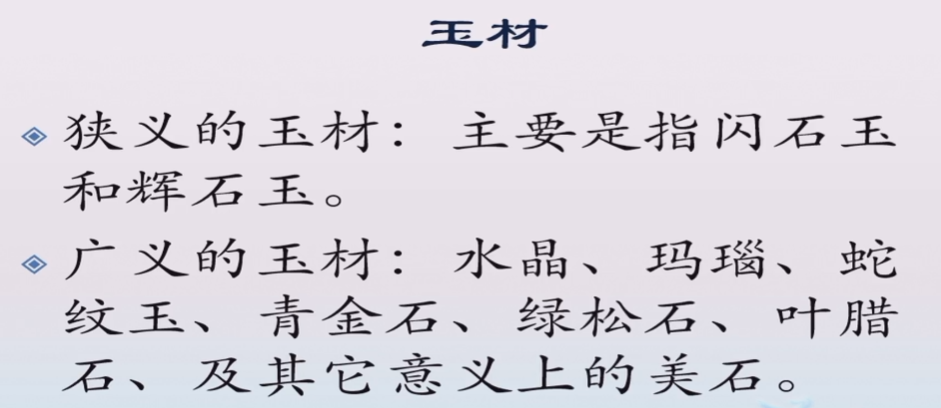 玉材
狭义的玉材：主要是指闪石玉
和辉石玉。
广义的玉材：水晶、玛瑙、蛇
纹玉、青金石、绿松石、叶腊
石、及其它意义上的美石。